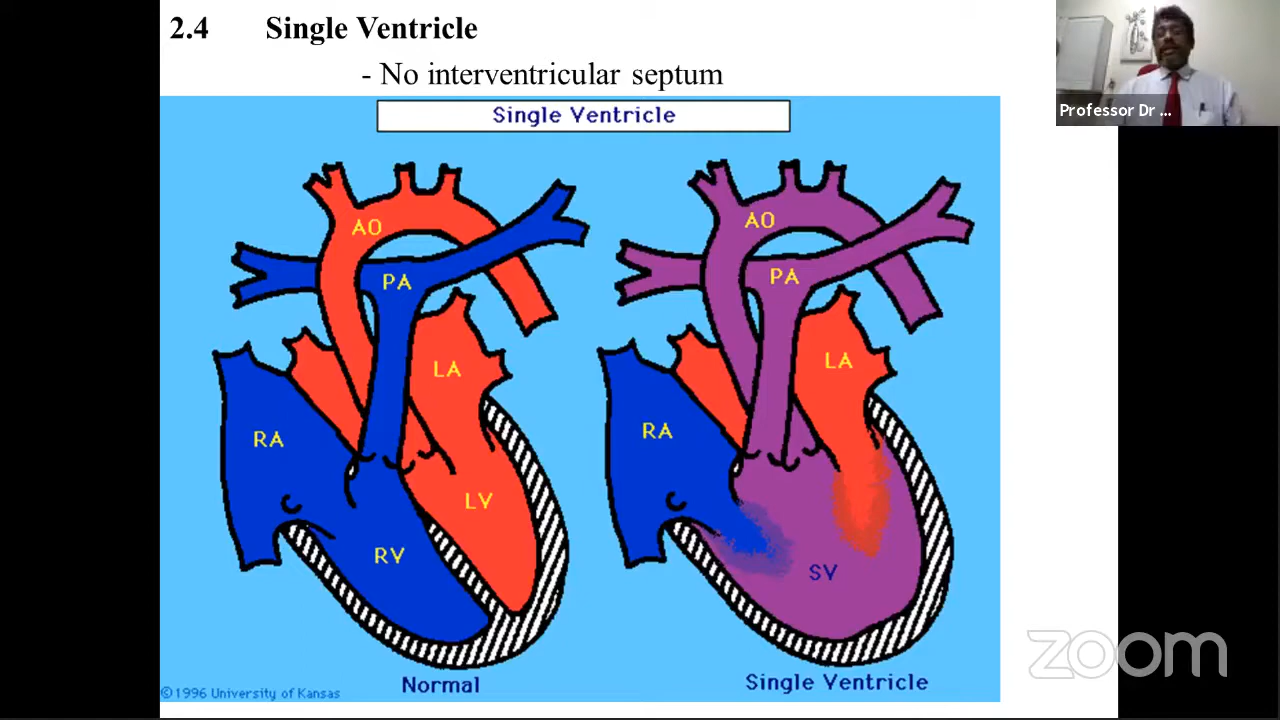 2.4 Single Ventricle
- No interventricular septum
Single Ventricle
AO
PA
LA
RA
LV
RV
Normal
AO
PA
LA
RA
SV
Single Ventricle
©1996 University of Kansas
Professor Dr ...
zoom